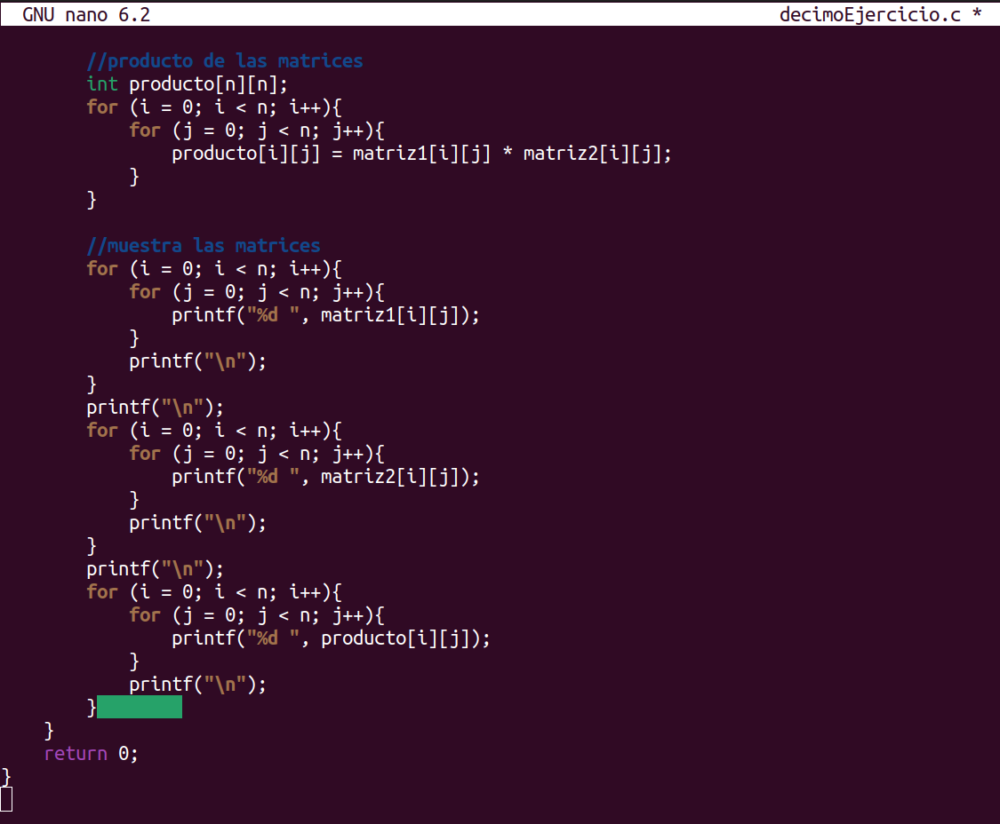 GNU nano 6.2 decimoEjercicio.c *
//producto de las matrices
int producto[n][n];
for (i = 0; i < n; i++){
for (j = 0; j < n; j++){
producto[i][j] = matriz1[i][j] * matriz2[i][j];
}
}
//muestra las matrices
for (i = 0; i < n; i++){
for (j = 0; j < n; j++){
printf("%d ", matriz1[i][j]);
}
printf("\n");
}
printf("\n");
for (i = 0; i < n; i++){
for (j = 0; j < n; j++){
printf("%d ", matriz2[i][j]);
}
printf("\n");
}
printf("\n");
for (i = 0; i < n; i++){
for (j = 0; j < n; j++){
printf("%d ", producto[i][j]);
}
printf("\n");
}
}
return 0;
}